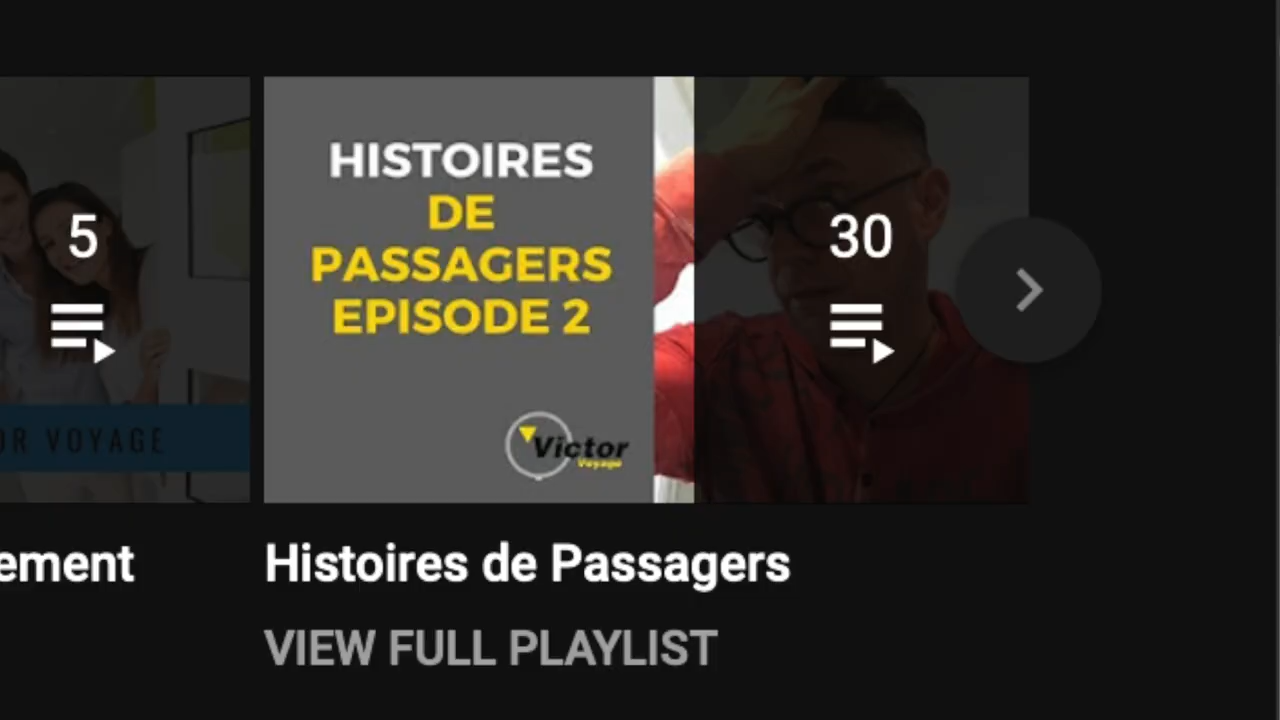 HISTOIRES
DE
PASSAGERS
EPISODE 2
Victor
Voyage
5
30
OR VOYAGE
ement
Histoires de Passagers
VIEW FULL PLAYLIST